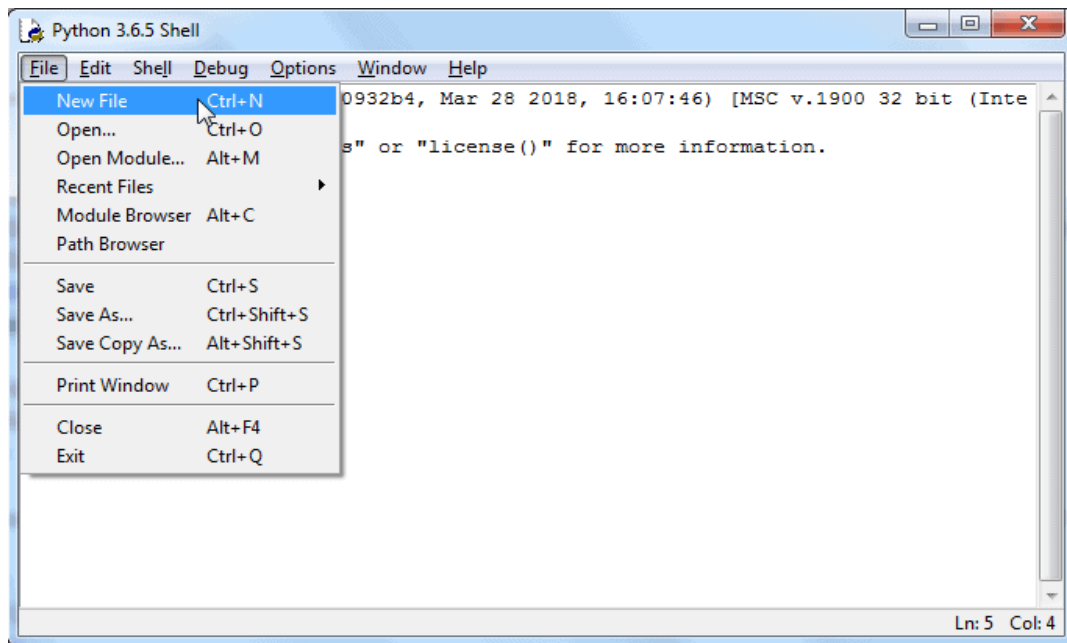 Python 3.6.5 Shell
File Edit Shell Debug Options Window Help
New File Ctrl+N
0932b4, Mar 28 2018, 16:07:46) [MSC v.1900 32 bit (Inte
Open... Ctrl+O
s" or "license()" for more information.
Open Module... Alt+M
Recent Files
Module Browser Alt+C
Path Browser
Save Ctrl+S
Save As... Ctrl+Shift+S
Save Copy As... Alt+Shift+S
Print Window Ctrl+P
Close Alt+F4
Exit Ctrl+Q
Ln: 5 Col: 4